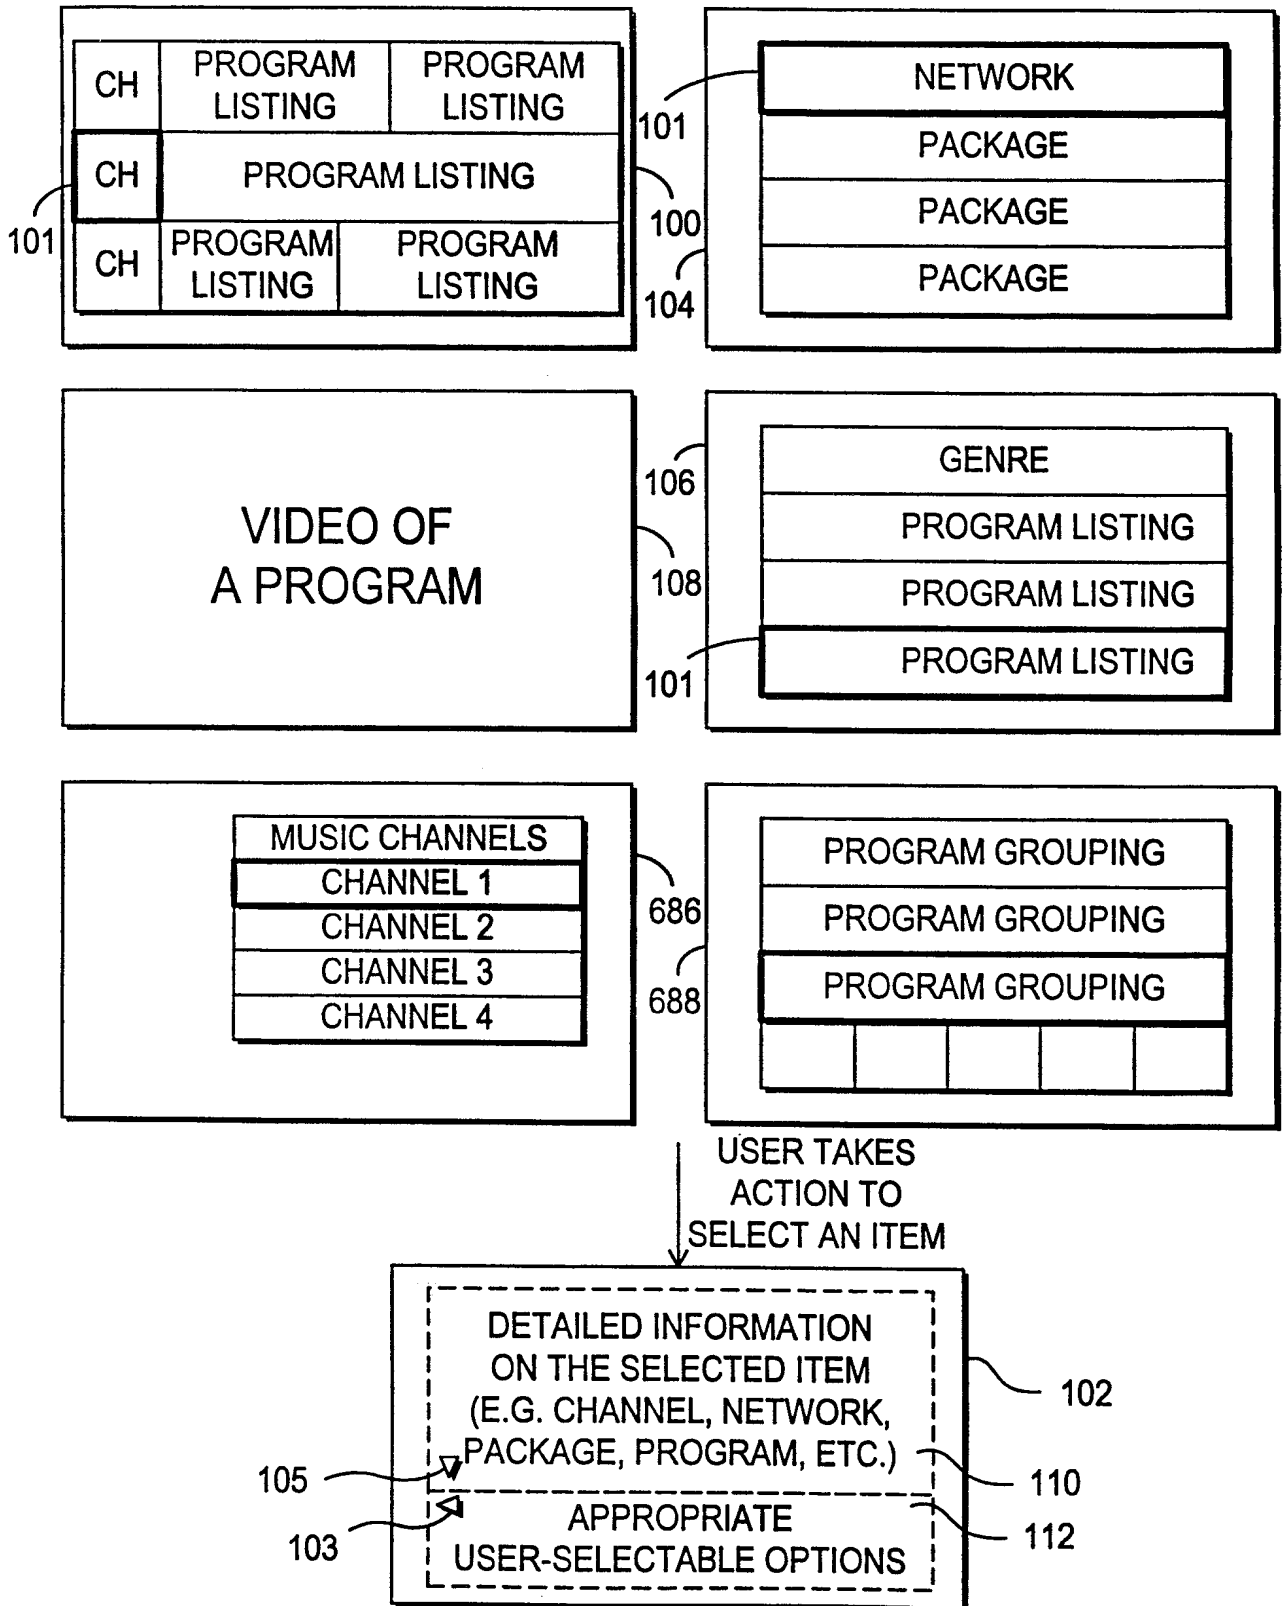 CH
PROGRAM
LISTING
PROGRAM
LISTING
CH
PROGRAM LISTING
CH
PROGRAM
LISTING
PROGRAM
LISTING
101
100
NETWORK
PACKAGE
PACKAGE
PACKAGE
101
104
VIDEO OF
A PROGRAM
108
GENRE
PROGRAM LISTING
PROGRAM LISTING
PROGRAM LISTING
106
101
MUSIC CHANNELS
CHANNEL 1
CHANNEL 2
CHANNEL 3
CHANNEL 4
686
PROGRAM GROUPING
PROGRAM GROUPING
PROGRAM GROUPING
688
USER TAKES
ACTION TO
SELECT AN ITEM
DETAILED INFORMATION
ON THE SELECTED ITEM
(E.G. CHANNEL, NETWORK,
PACKAGE, PROGRAM, ETC.)
102
105
110
APPROPRIATE
USER-SELECTABLE OPTIONS
103
112